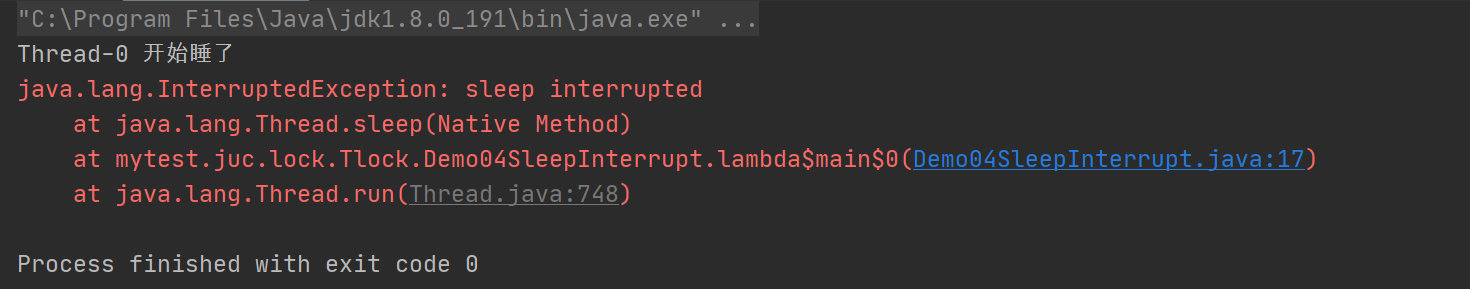 "C:\Program Files\Java\jdk1.8.0_191\bin\java.exe" ...
Thread-0 开始睡了
java.lang.InterruptedException: sleep interrupted
    at java.lang.Thread.sleep(Native Method)
    at mytest.juc.lock.Tlock.Demo04SleepInterrupt.lambda$main$0(Demo04SleepInterrupt.java:17)
    at java.lang.Thread.run(Thread.java:748)
Process finished with exit code 0